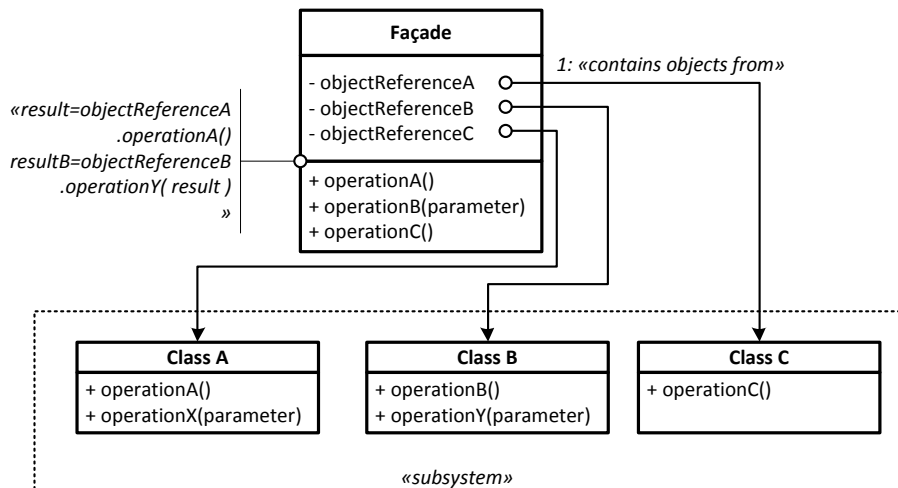 Façade
1: «contains objects from»
- objectReferenceA
- objectReferenceB
- objectReferenceC
«result=objectReferenceA
.operationA()
resultB=objectReferenceB
.operationY( result )
»
+ operationA()
+ operationB(parameter)
+ operationC()
Class A
+ operationA()
+ operationX(parameter)
Class B
+ operationB()
+ operationY(parameter)
Class C
+ operationC()
«subsystem»